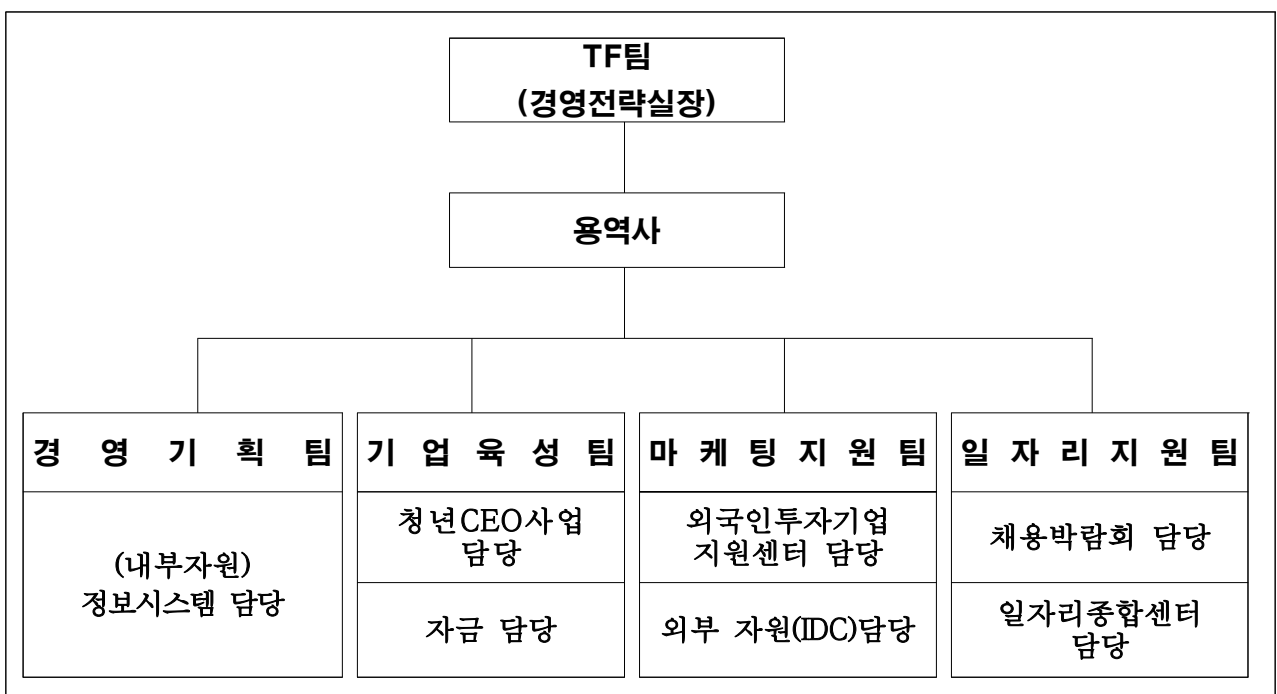 TF팀
(경영전략실장)
용역사
경 영 기 획 팀
(내부자원)
정보시스템 담당
기 업 육 성 팀
청년CEO사업
담당
자금 담당
마 케 팅 지 원 팀
외국인투자기업
지원센터 담당
외부 자원(IDC)담당
일 자 리 지 원 팀
채용박람회 담당
일자리종합센터
담당